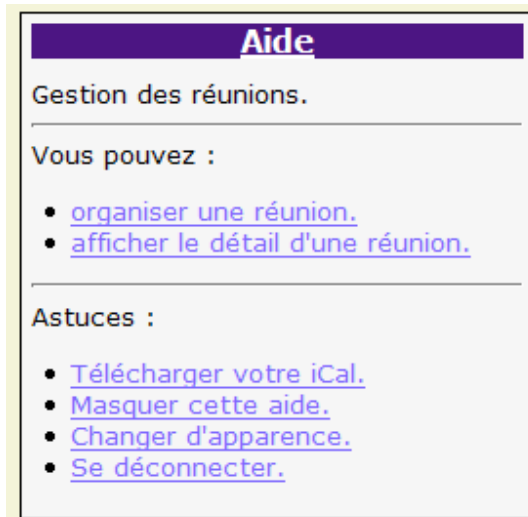 Aide
Gestion des réunions.
Vous pouvez :
organiser une réunion.
afficher le détail d'une réunion.
Astuces :
Télécharger votre iCal.
Masquer cette aide.
Changer d'apparence.
Se déconnecter.